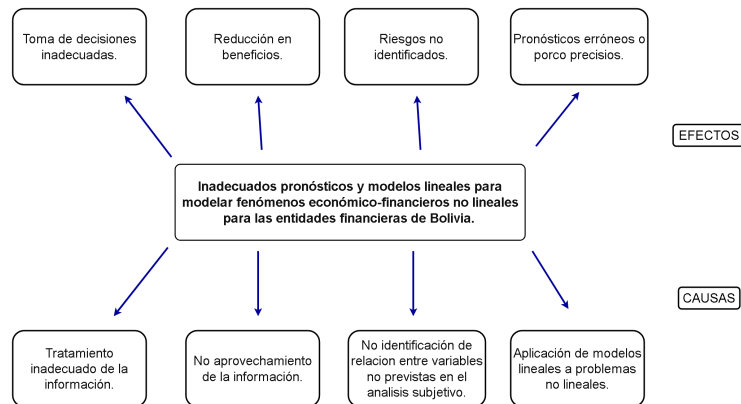 Toma de decisiones
inadecuadas.
Reducción en
beneficios.
Riesgos no
identificados.
Pronósticos erróneos o
porco precisios.
EFECTOS
Inadecuados pronósticos y modelos lineales para
modelar fenómenos económico-financieros no lineales
para las entidades financieras de Bolivia.
CAUSAS
Tratamiento
inadecuado de la
información.
No aprovechamiento
de la información.
No identificación de
relacion entre variables
no previstas en el
analisis subjetivo.
Aplicación de modelos
lineales a problemas
no lineales.